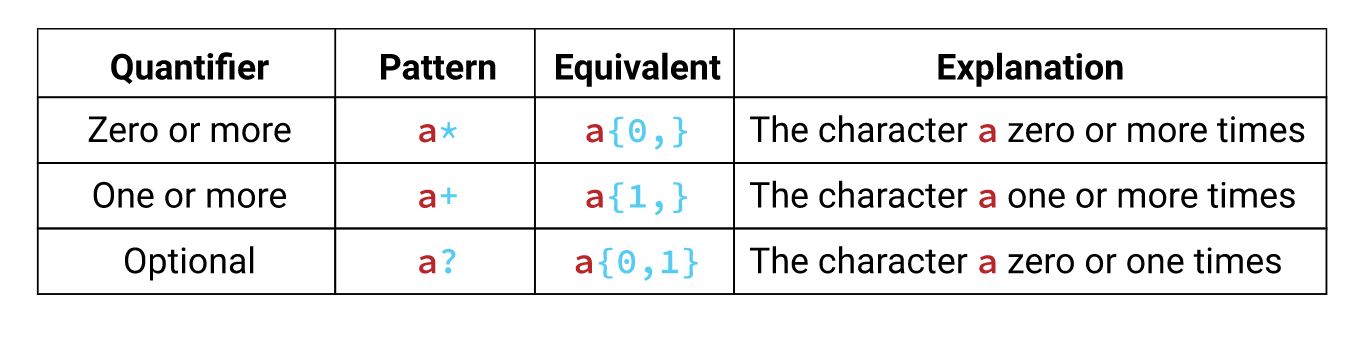 Quantifier Pattern Equivalent Explanation
Zero or more a* a{0,} The character a zero or more times
One or more a+ a{1,} The character a one or more times
Optional a? a{0,1} The character a zero or one times